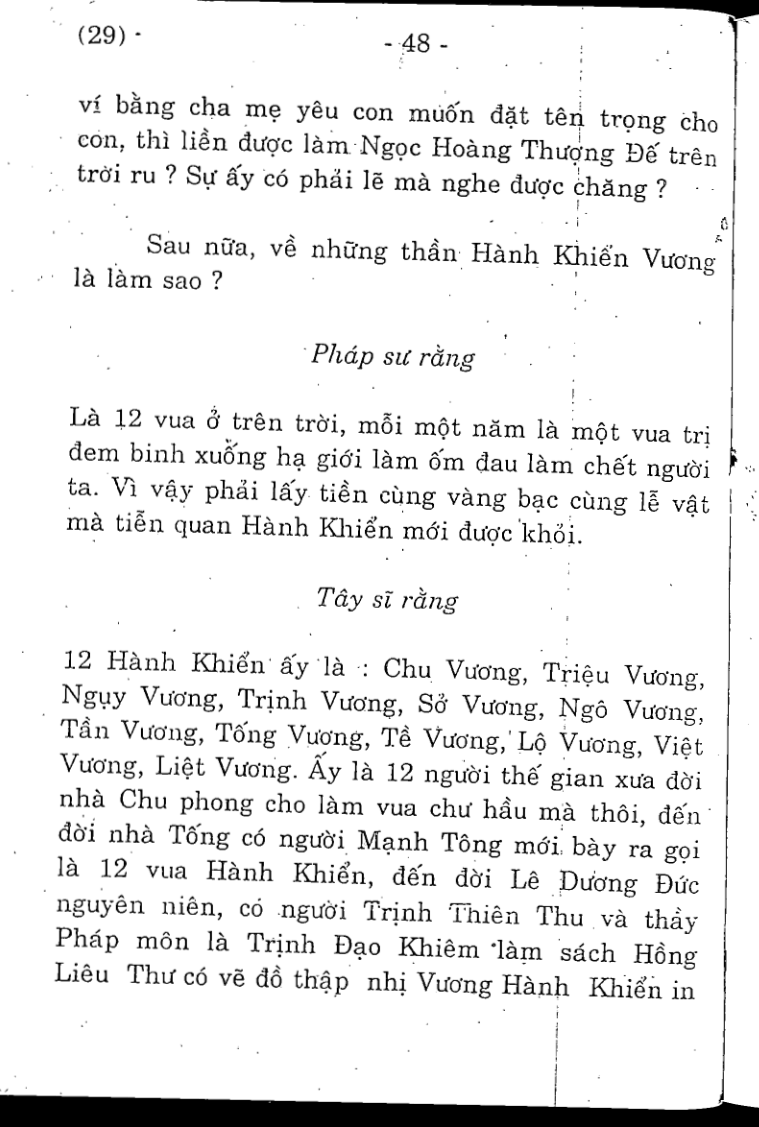 (29)
- 48 -
ví bằng cha mẹ yêu con muốn đặt tên trọng cho
con, thì liền được làm Ngọc Hoàng Thượng Đế trên
trời ru ? Sự ấy có phải lẽ mà nghe được chăng ?
Sau nữa, về những thần Hành Khiển Vương
là làm sao ?
Pháp sư rằng
Là 12 vua ở trên trời, mỗi một năm là một vua trị
đem binh xuống hạ giới làm ốm đau làm chết người
ta. Vì vậy phải lấy tiền cùng vàng bạc cùng lễ vật
mà tiễn quan Hành Khiển mới được khỏi.
Tây sĩ rằng
12 Hành Khiển ấy là : Chu Vương, Triệu Vương,
Ngụy Vương, Trịnh Vương, Sở Vương, Ngô Vương,
Tần Vương, Tống Vương, Tề Vương, Lộ Vương, Việt
Vương, Liệt Vương. Ấy là 12 người thế gian xưa đời
nhà Chu phong cho làm vua chư hầu mà thôi, đến
đời nhà Tống có người Mạnh Tông mới bày ra gọi
là 12 vua Hành Khiển, đến đời Lê Dương Đức
nguyên niên, có người Trịnh Thiên Thu và thầy
Pháp môn là Trịnh Đạo Khiêm làm sách Hồng
Liêu Thư có vẽ đồ thập nhị Vương Hành Khiển in